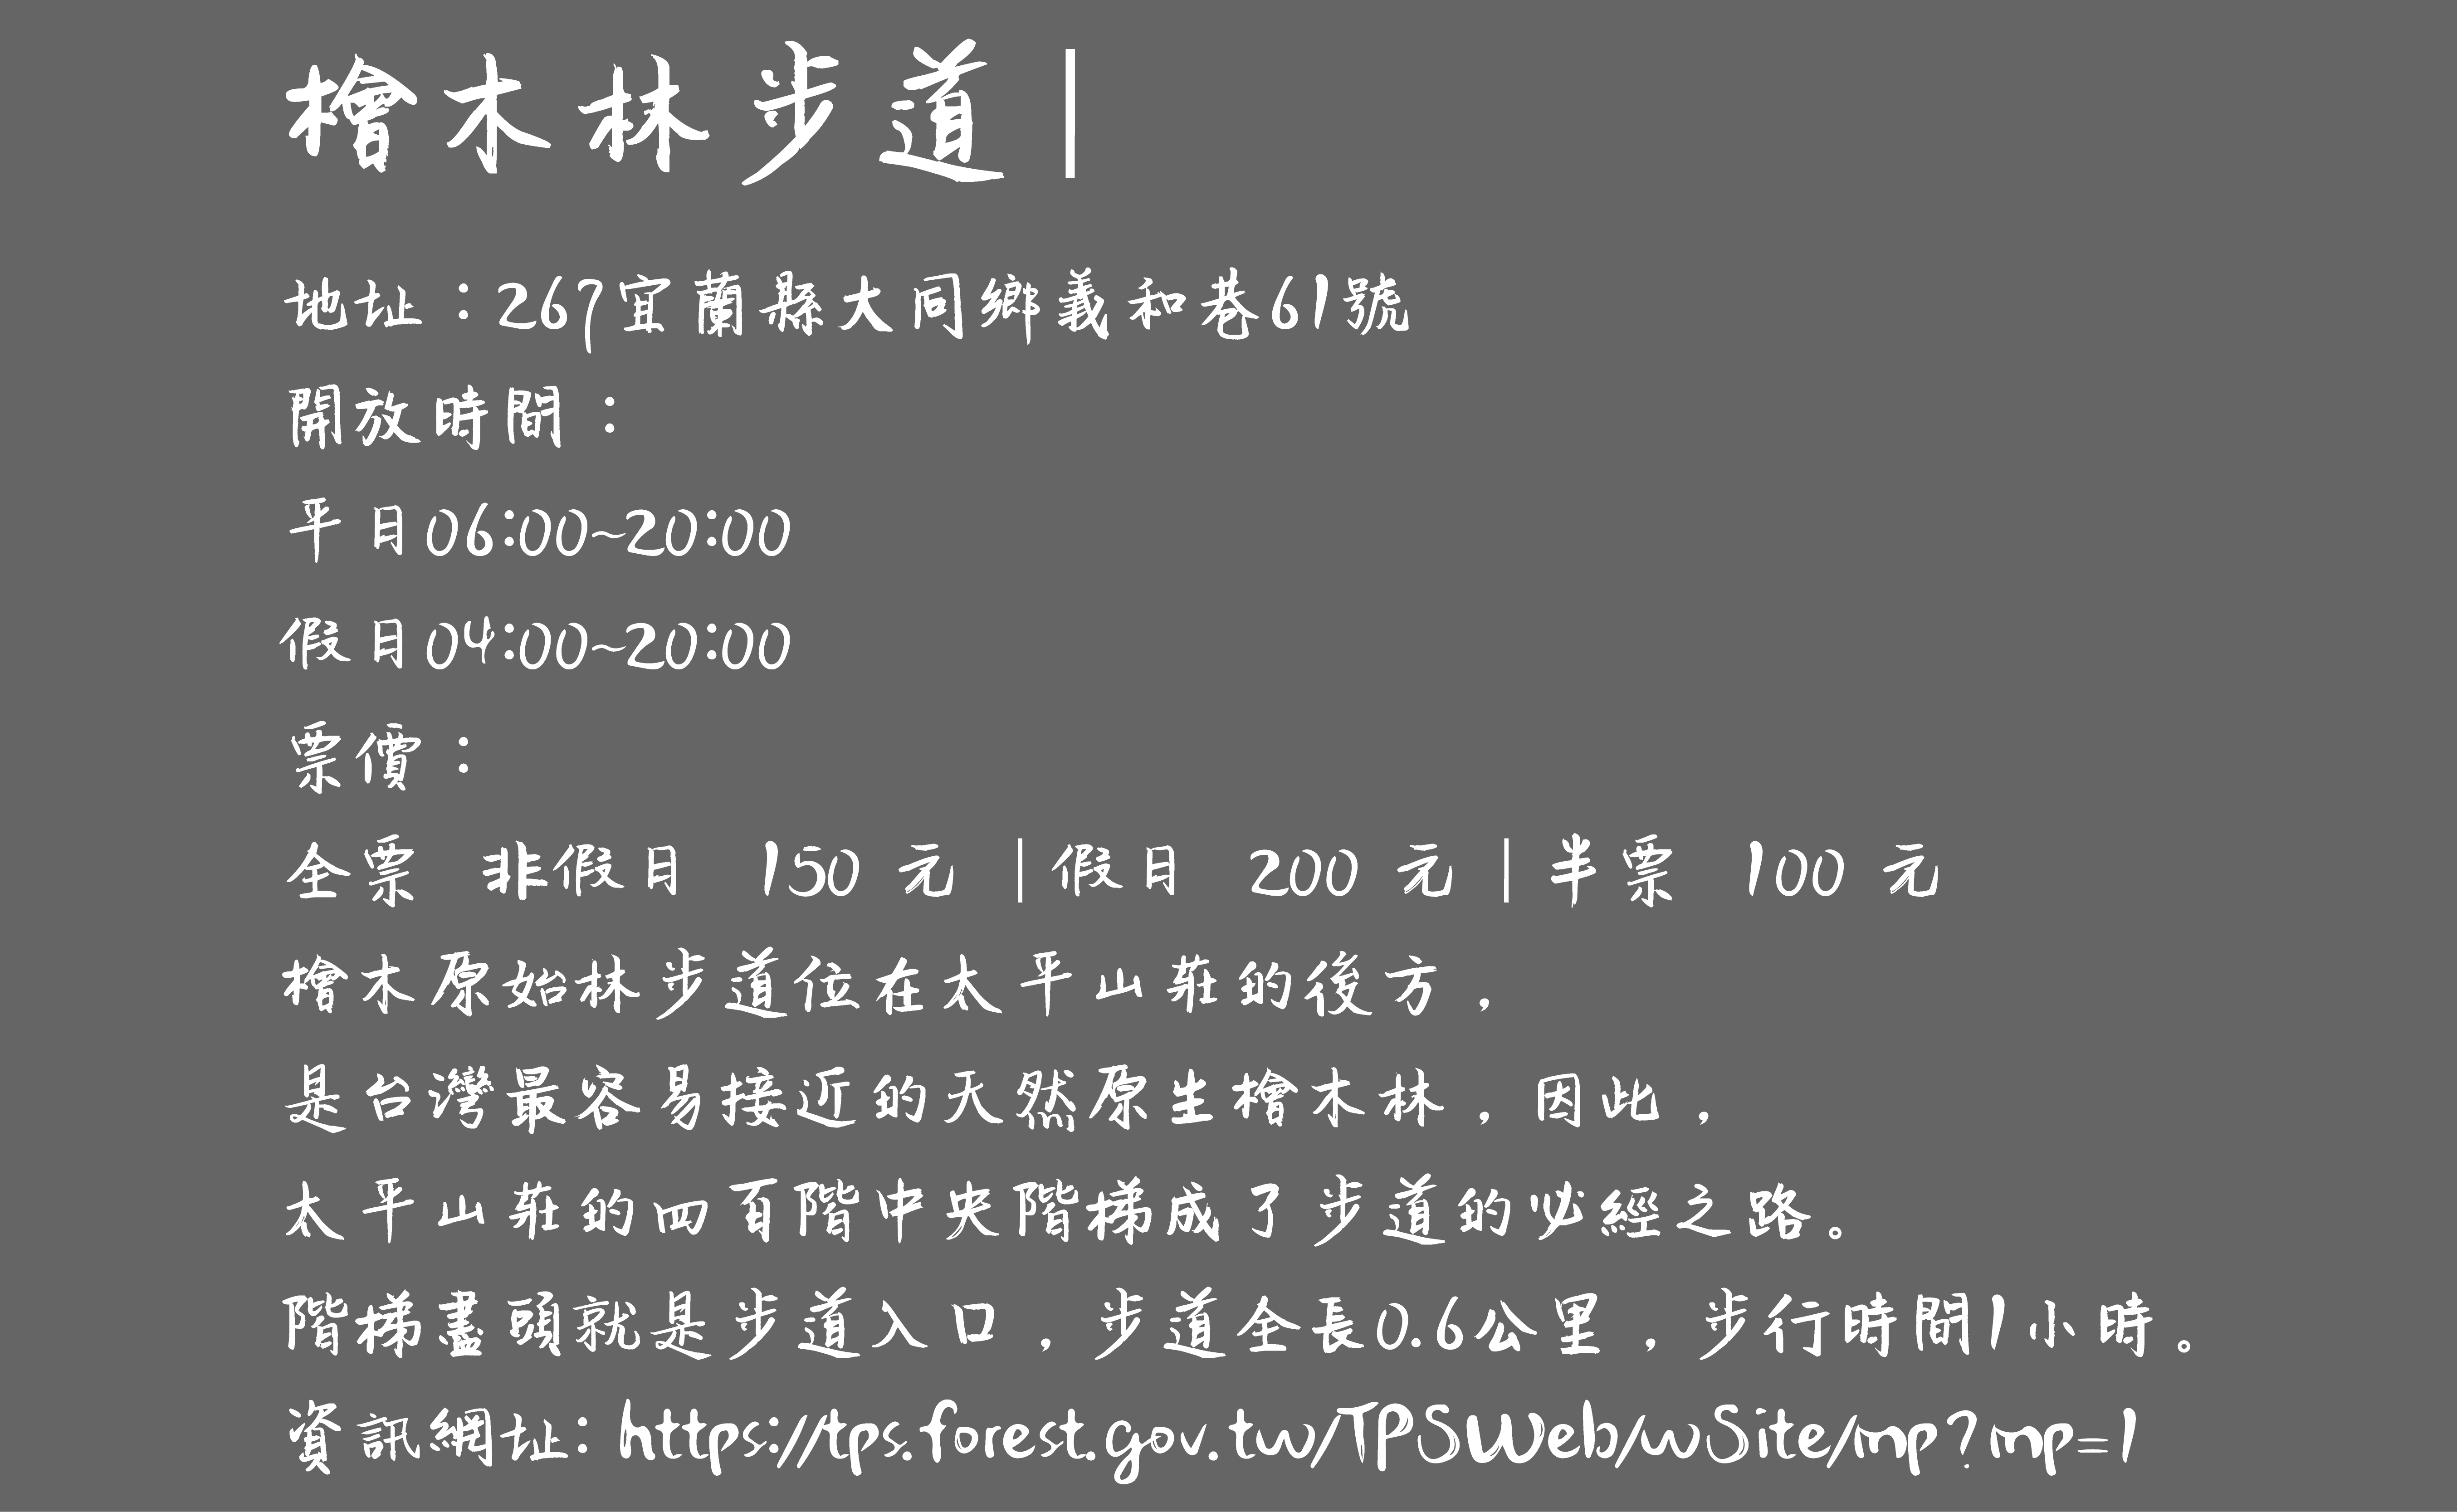 檜木林步道|
地址：267宜蘭縣大同鄉義和巷61號
開放時間：
平日06:00~20:00
假日04:00~20:00
票價：
全票 非假日 150 元 |假日 200 元 |半票 100 元
檜木原始林步道位在太平山莊的後方，
是台灣最容易接近的天然原生檜木林，因此，
太平山莊的四百階中央階梯成了步道的必經之路。
階梯盡頭就是步道入口，步道全長0.6公里，步行時間1小時。
資訊網址: https://tps.forest.gov.tw/TPSWeb/wSite/mp?mp=1